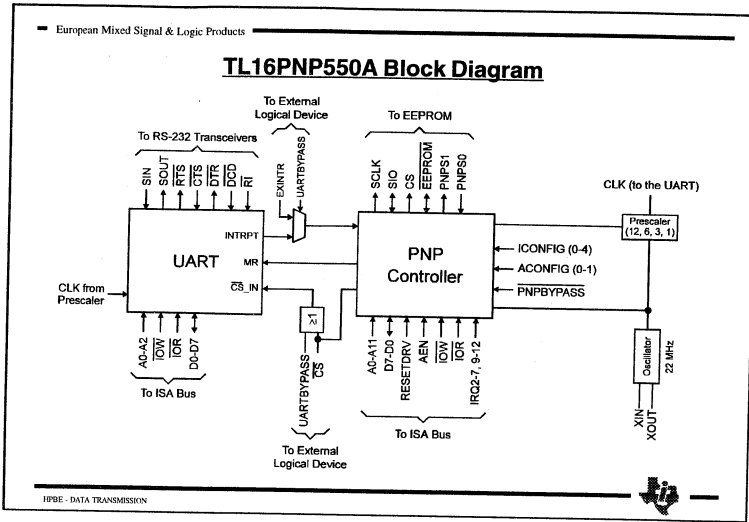 European Mixed Signal & Logic Products
TL16PNP550A Block Diagram
To External
Logical Device
To EEPROM
To RS-232 Transceivers
SIN
SOUT
RTS
CTS
DTR
DCD
RI
EXINTR
UARTBYPASS
SCLK
SIO
CS
EEPROM
PNPS1
PNPS0
CLK (to the UART)
Prescaler
(12, 6, 3, 1)
INTRPT
UART
MR
CS_IN
PNP
Controller
ICONFIG (0-4)
ACONFIG (0-1)
PNPBYPASS
CLK from
Prescaler
≥1
Oscillator
22 MHz
A0-A2
IOW
IOR
D0-D7
UARTBYPASS
CS
A0-A11
D7-D0
RESETDRV
AEN
IOW
IOR
IRQ2-7, 9-12
XIN
XOUT
To ISA Bus
To ISA Bus
To External
Logical Device
HPBE - DATA TRANSMISSION